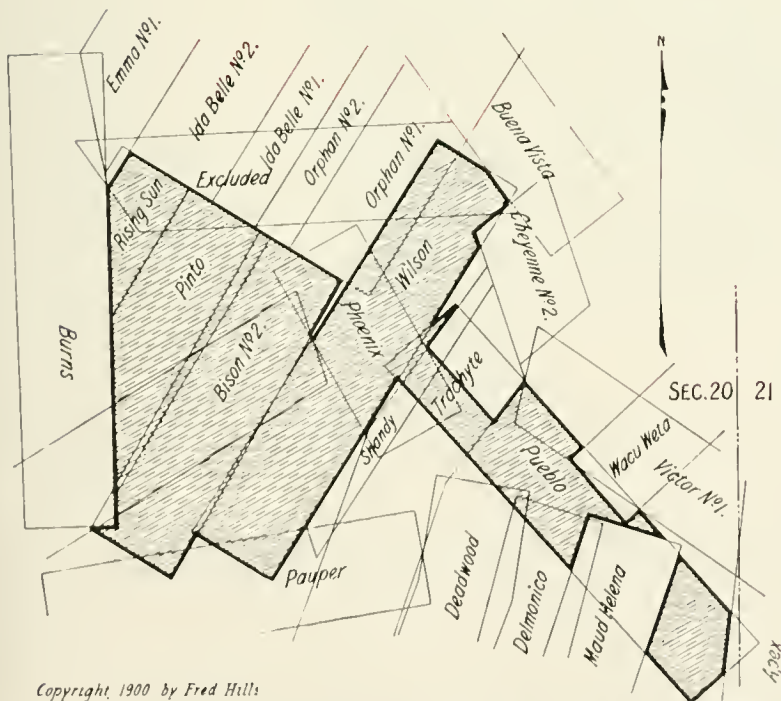 N
Emma Nº1.
Ida Belle Nº2.
Ida Belle Nº1.
Orphan Nº2.
Orphan Nº1.
Buena Vista
Excluded
Rising Sun
Pinto
Wilson
Cheyenne Nº2.
Burns
Bison Nº2.
Phoenix
Trachyte
SEC. 20 21
S.Handy
Pueblo
Wacu Weta
Victor Nº1.
Pauper
Deadwood
Delmonico
Maud Helena
Copyright, 1900 by Fred Hills